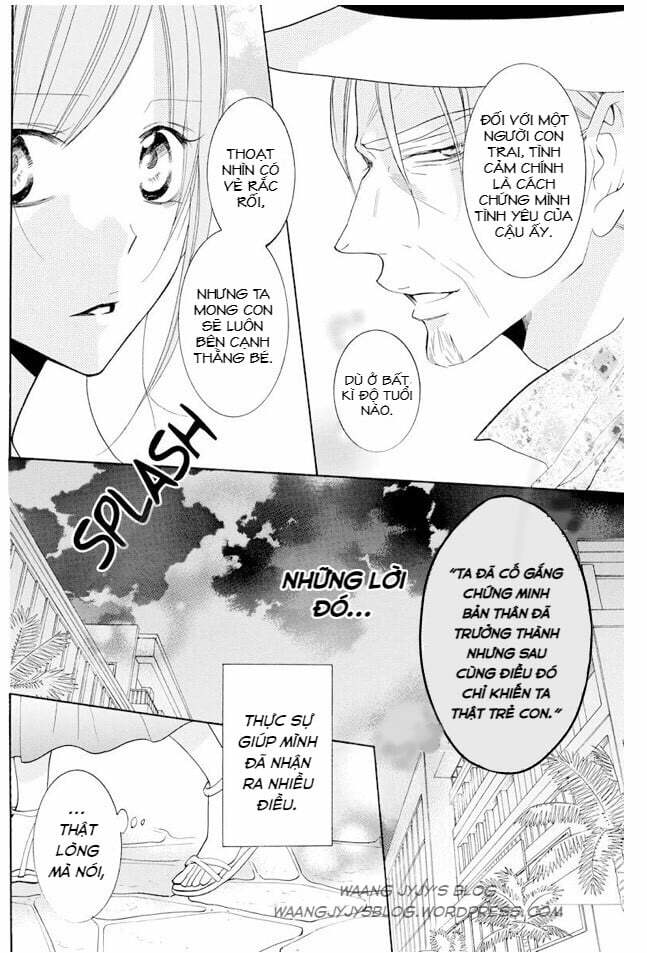 ĐỐI VỚI MỘT
NGƯỜI CON
TRAI, TÌNH
CẢM CHÍNH
LÀ CÁCH
CHỨNG MÌNH
TÌNH YÊU CỦA
CẬU ẤY.
THOẠT
NHÌN CÓ
VẺ RẮC
RỐI,
NHƯNG TA
MONG CON
SẼ LUÔN
BÊN CẠNH
THẰNG BÉ.
DÙ Ở BẤT
KÌ ĐỘ TUỔI
NÀO.
SPLASH
"TA ĐÃ CỐ GẮNG
CHỨNG MINH
BẢN THÂN ĐÃ
TRƯỞNG THÀNH
NHƯNG SAU
CÙNG ĐIỀU ĐÓ
CHỈ KHIẾN TA
THẬT TRẺ CON."
NHỮNG LỜI
ĐÓ...
THỰC SỰ
GIÚP MÌNH
ĐÃ NHẬN
RA NHIỀU
ĐIỀU.
...
THẬT
LÒNG
MÀ NÓI,
WAANG JYJY'S BLOG
WAANGJYJYSBLOG.WORDPRESS.COM